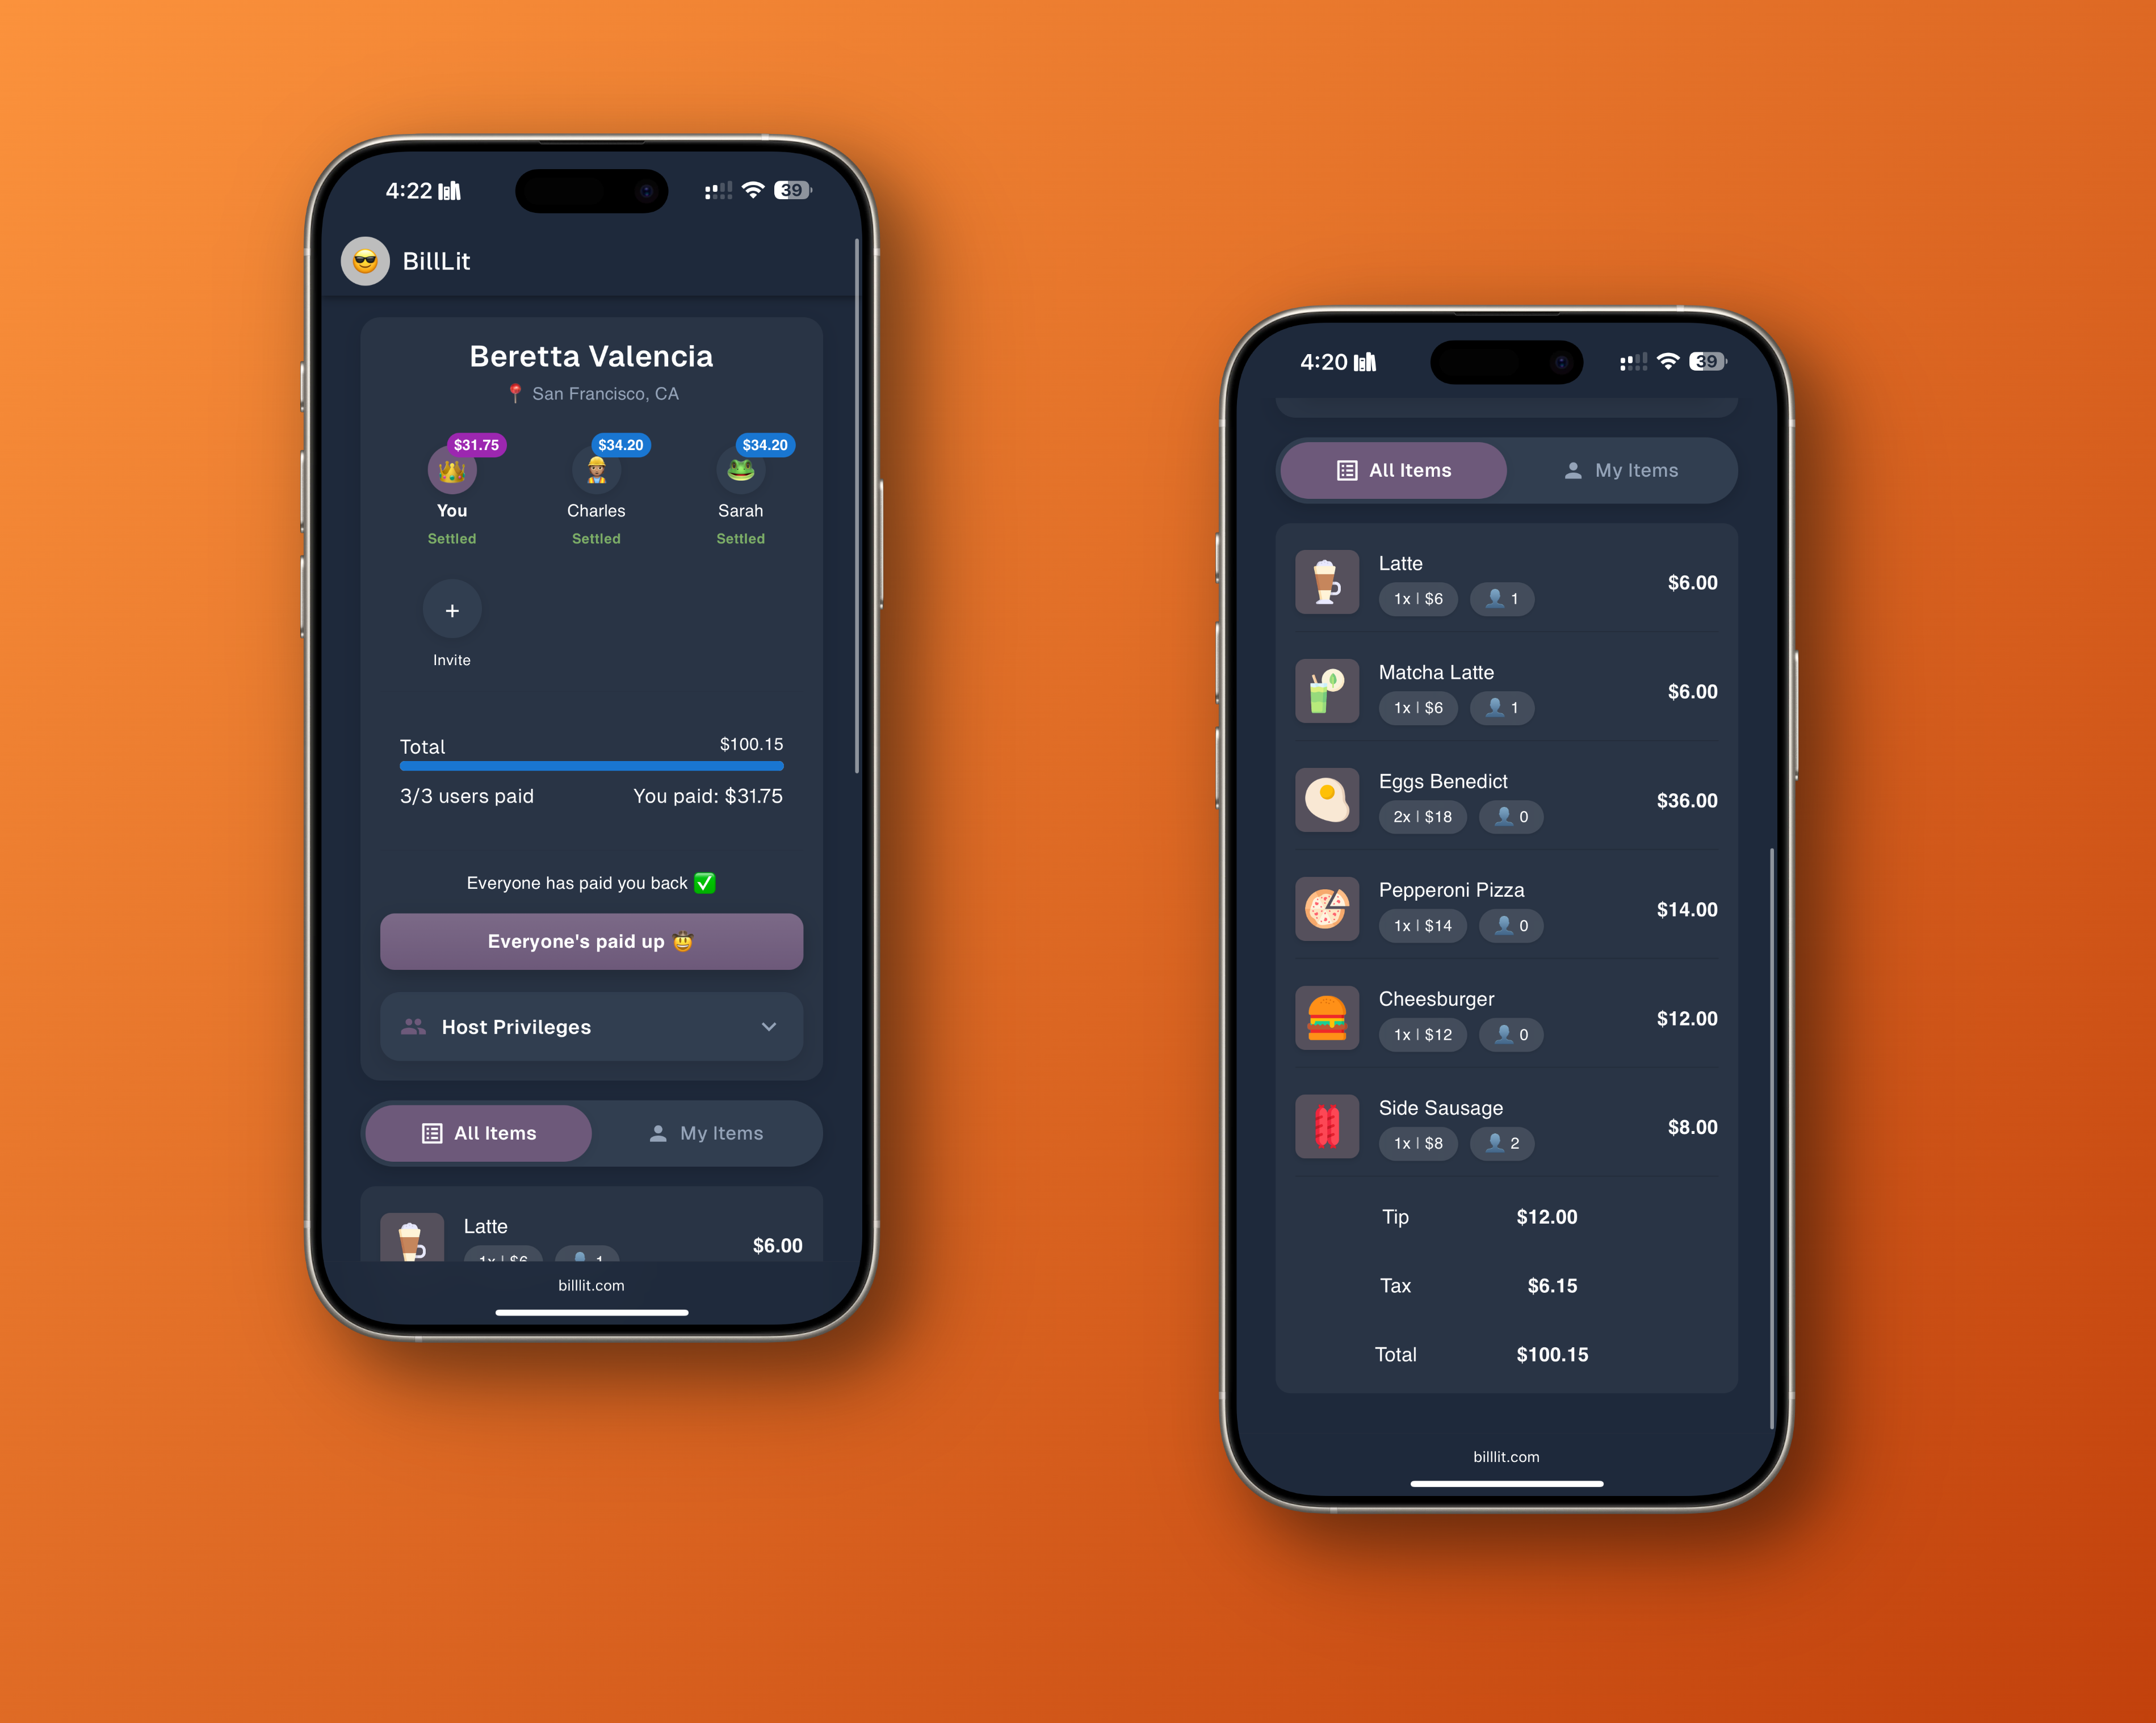 4:22
39
BillLit
Beretta Valencia
San Francisco, CA
$31.75
$34.20
$34.20
You
Charles
Sarah
Settled
Settled
Settled
+
Invite
Total
$100.15
3/3 users paid
You paid: $31.75
Everyone has paid you back
Everyone's paid up
Host Privileges
All Items
My Items
Latte
1x | $6
1
$6.00
billlit.com
4:20
39
All Items
My Items
Latte
1x | $6
1
$6.00
Matcha Latte
1x | $6
1
$6.00
Eggs Benedict
2x | $18
0
$36.00
Pepperoni Pizza
1x | $14
0
$14.00
Cheesburger
1x | $12
0
$12.00
Side Sausage
1x | $8
2
$8.00
Tip
$12.00
Tax
$6.15
Total
$100.15
billlit.com